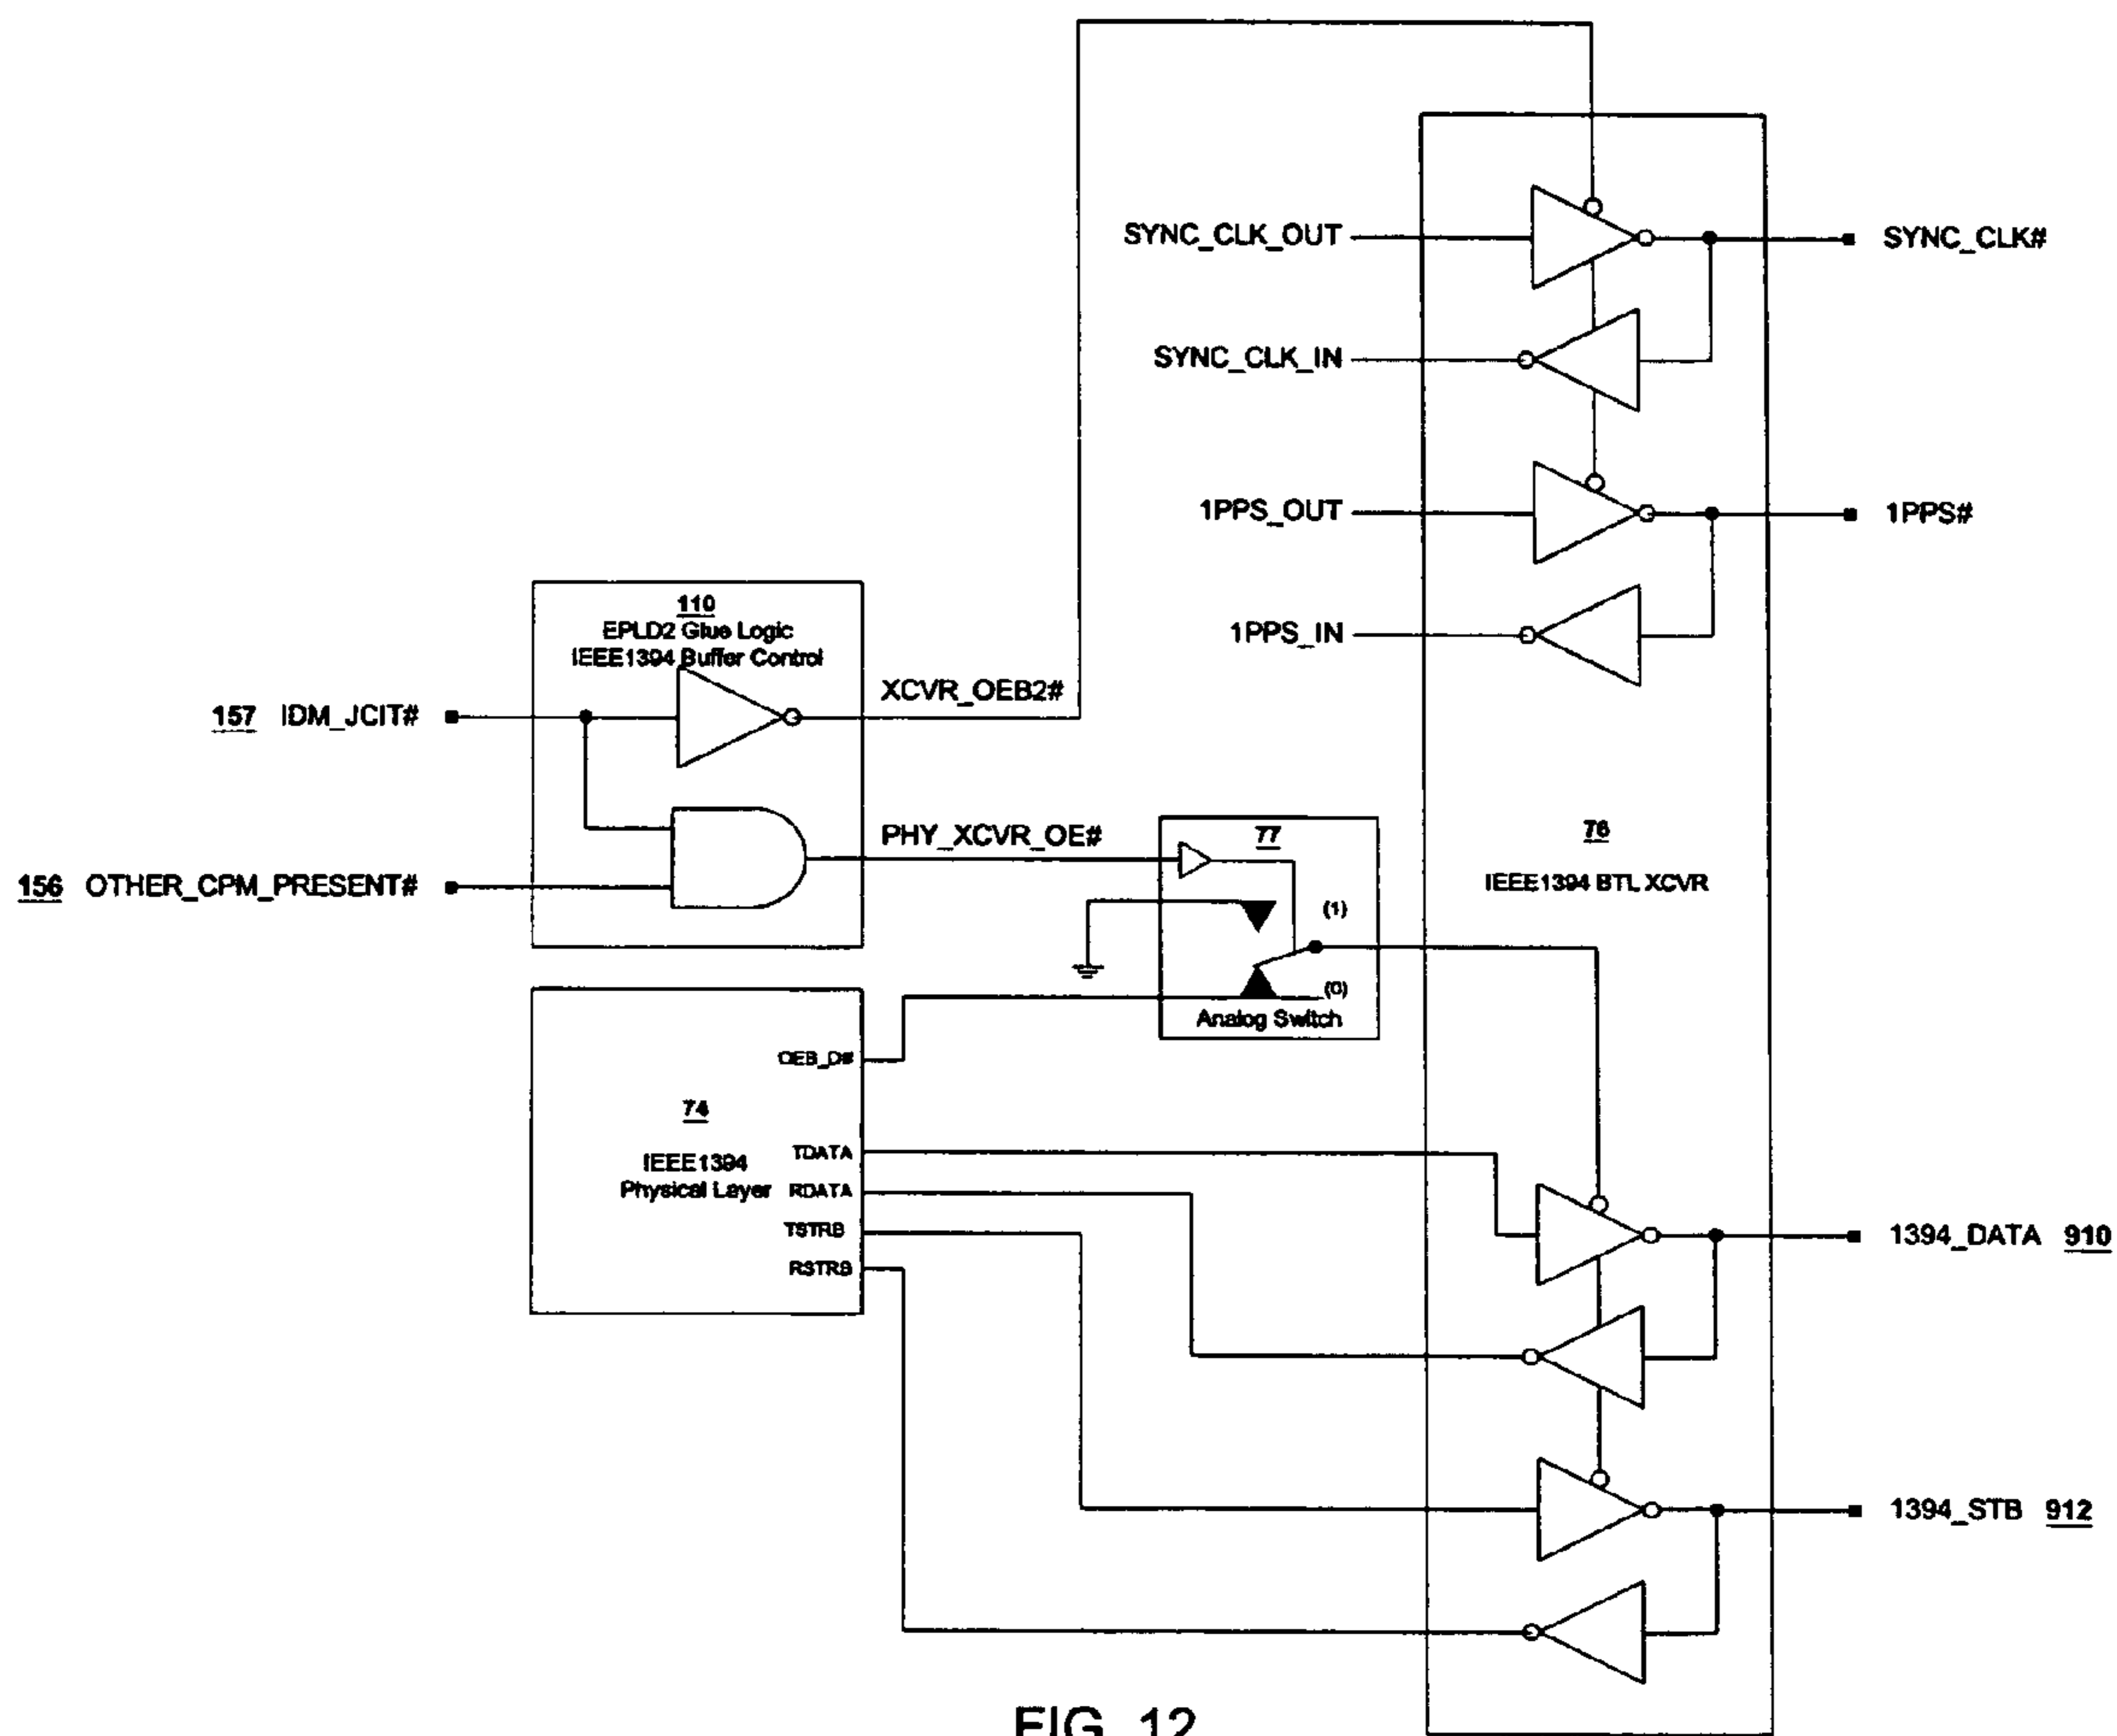 SYNC_CLK_OUT
SYNC_CLK#
SYNC_CLK_IN
1PPS_OUT
1PPS#
1PPS_IN
110
EPLD2 Glue Logic
IEEE1394 Buffer Control
XCVR_OEB2#
157 IDM_JCIT#
PHY_XCVR_OE#
156 OTHER_CPM_PRESENT#
77
(1)
(0)
Analog Switch
76
IEEE1394 BTL XCVR
OEB_D#
74
IEEE1394
Physical Layer
TDATA
RDATA
TSTRB
RSTRB
1394_DATA 910
1394_STB 912
FIG. 12